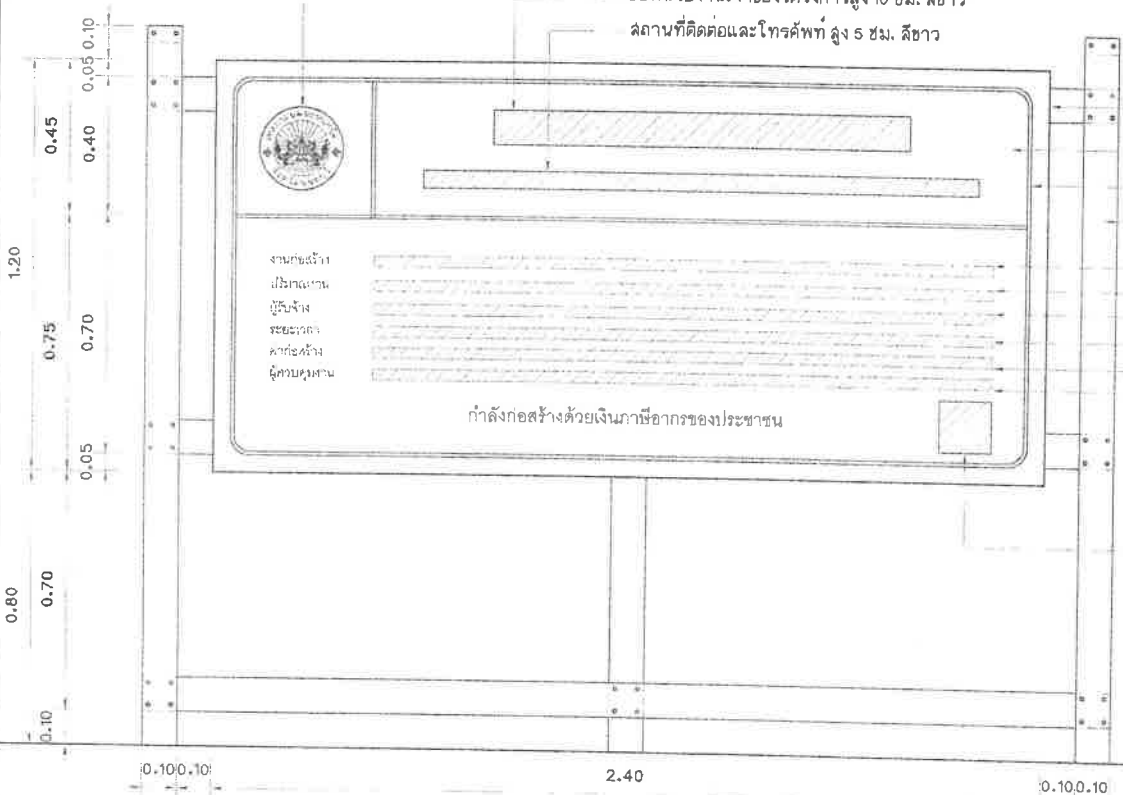 สถานที่ติดต่อและโทรศัพท์ สูง 5 ซม. สีขาว
0.10
0.05
0.45
0.40
1.20
0.75
0.70
0.05
0.80
0.70
0.10
งานก่อสร้าง
ปริมาณงาน
ผู้รับจ้าง
ระยะเวลา
ค่าก่อสร้าง
ผู้ควบคุมงาน
กำลังก่อสร้างด้วยเงินภาษีอากรของประชาชน
0.10 0.10
2.40
0.10 0.10